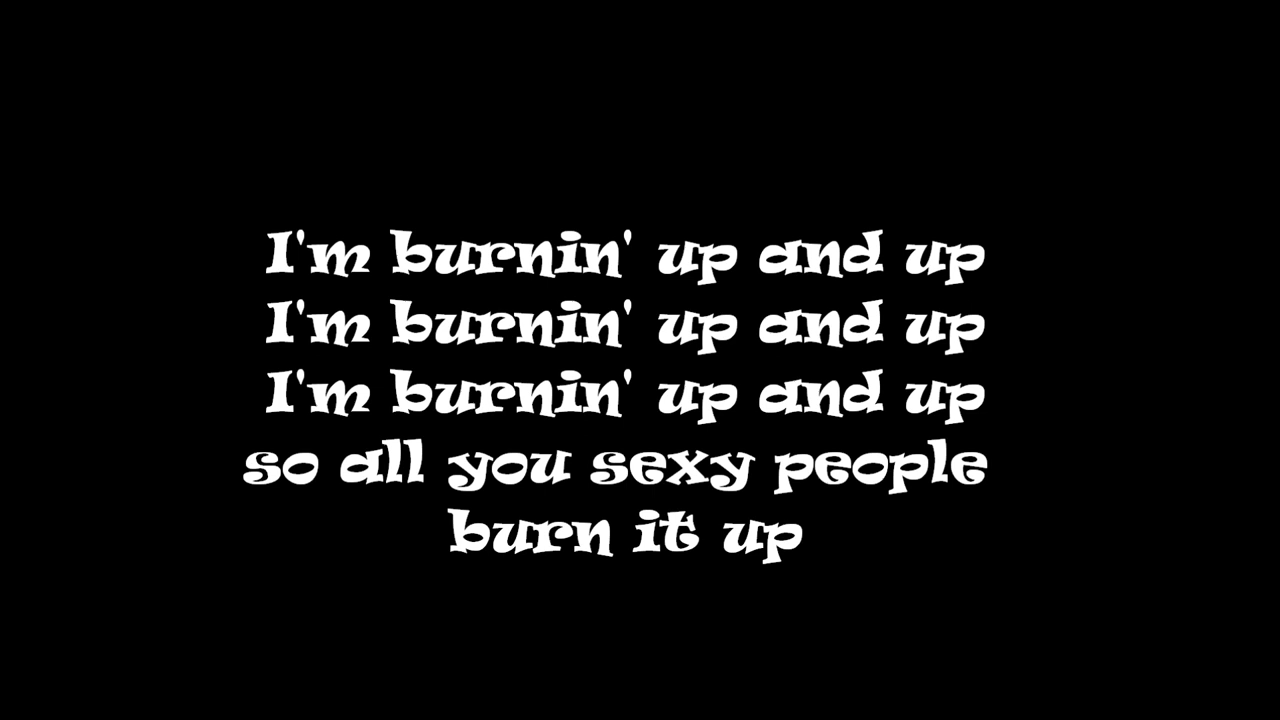 I'm burnin' up and up
I'm burnin' up and up
I'm burnin' up and up
so all you sexy people
burn it up